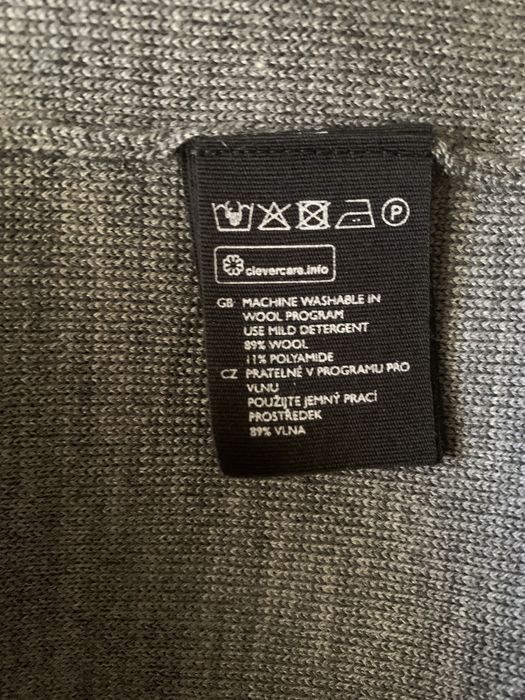 P
clevercare.info
GB MACHINE WASHABLE IN
WOOL PROGRAM
USE MILD DETERGENT
89% WOOL
11% POLYAMIDE
CZ PRATELNÉ V PROGRAMU PRO
VLNU
POUŽIJTE JEMNÝ PRACÍ
PROSTŘEDEK
89% VLNA